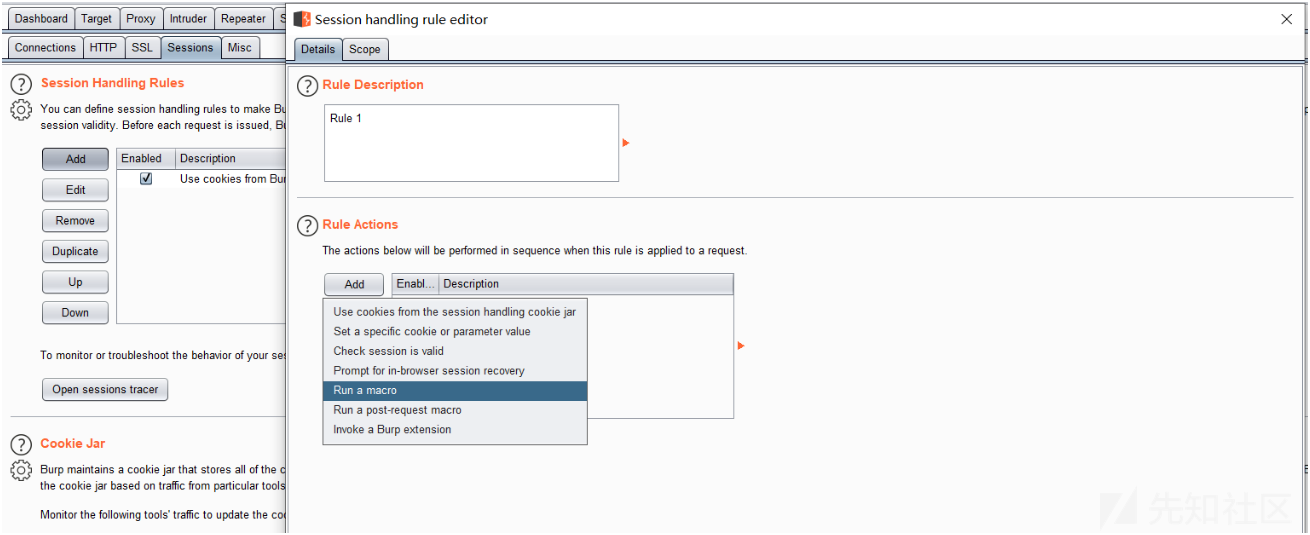 Dashboard Target Proxy Intruder Repeater S
Connections HTTP SSL Sessions Misc
Session Handling Rules
You can define session handling rules to make Bu
session validity. Before each request is issued, Bu
Add
Edit
Remove
Duplicate
Up
Down
Enabled Description
Use cookies from Bur
To monitor or troubleshoot the behavior of your ses
Open sessions tracer
Cookie Jar
Burp maintains a cookie jar that stores all of the c
the cookie jar based on traffic from particular tools
Monitor the following tools' traffic to update the coo
Session handling rule editor
Details Scope
Rule Description
Rule 1
Rule Actions
The actions below will be performed in sequence when this rule is applied to a request.
Add Enabl... Description
Use cookies from the session handling cookie jar
Set a specific cookie or parameter value
Check session is valid
Prompt for in-browser session recovery
Run a macro
Run a post-request macro
Invoke a Burp extension
先知社区